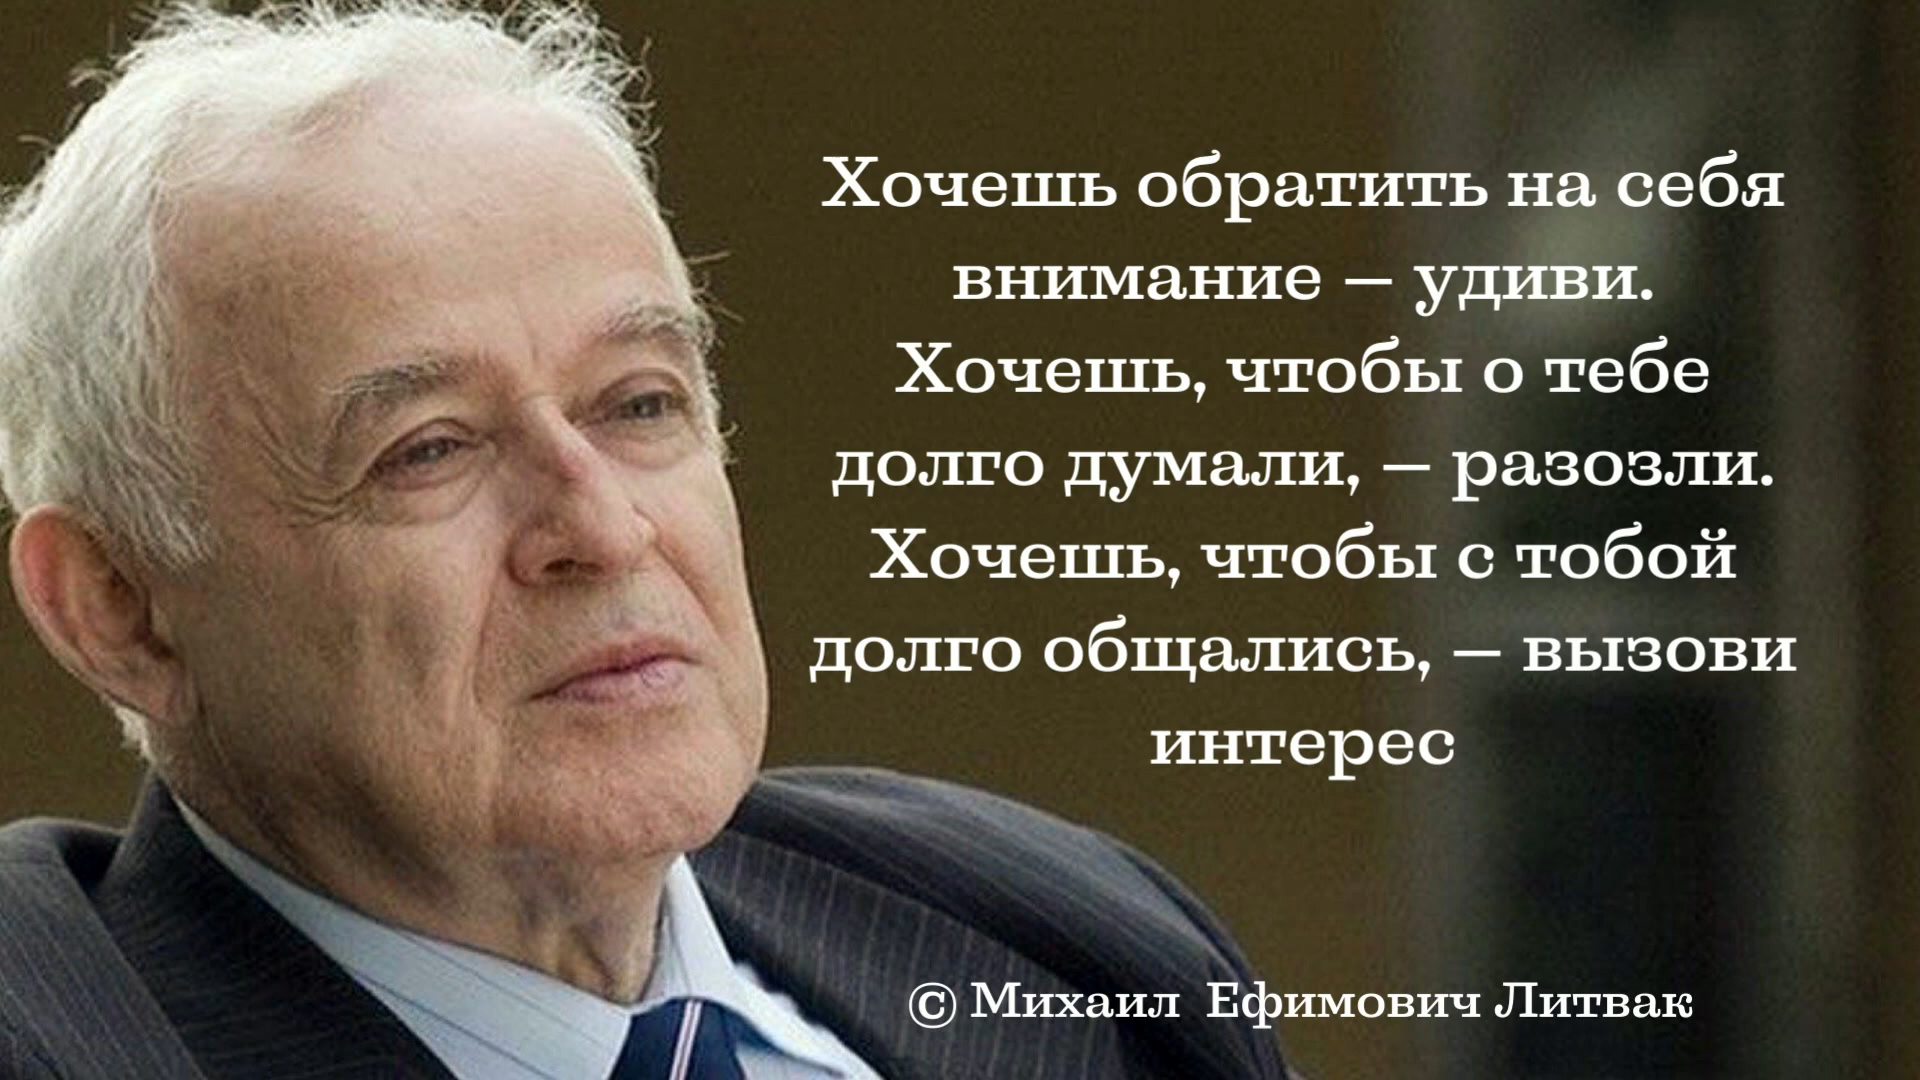 Хочешь обратить на себя
внимание – удиви.
Хочешь, чтобы о тебе
долго думали, – разозли.
Хочешь, чтобы с тобой
долго общались, – вызови
интерес
© Михаил Ефимович Литвак